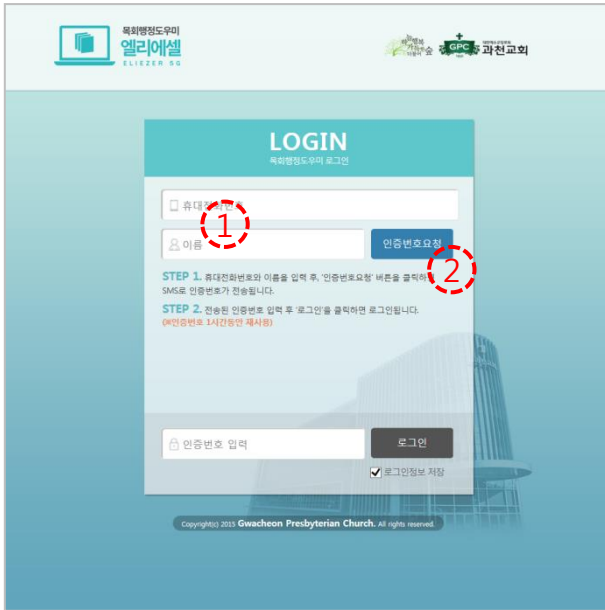 목회행정도우미
엘리에셀
ELIEZER SG
숲
GPC
과천교회
LOGIN
목회행정도우미 로그인
휴대전화번호
1
이름
인증번호요청
2
STEP 1. 휴대전화번호와 이름을 입력 후, '인증번호요청' 버튼을 클릭하
SMS로 인증번호가 전송됩니다.
STEP 2. 전송된 인증번호 입력 후 '로그인'을 클릭하면 로그인됩니다.
(※인증번호 1시간동안 재사용)
인증번호 입력
로그인
로그인정보 저장
Copyright(c) 2015 Gwacheon Presbyterian Church. All rights reserved.